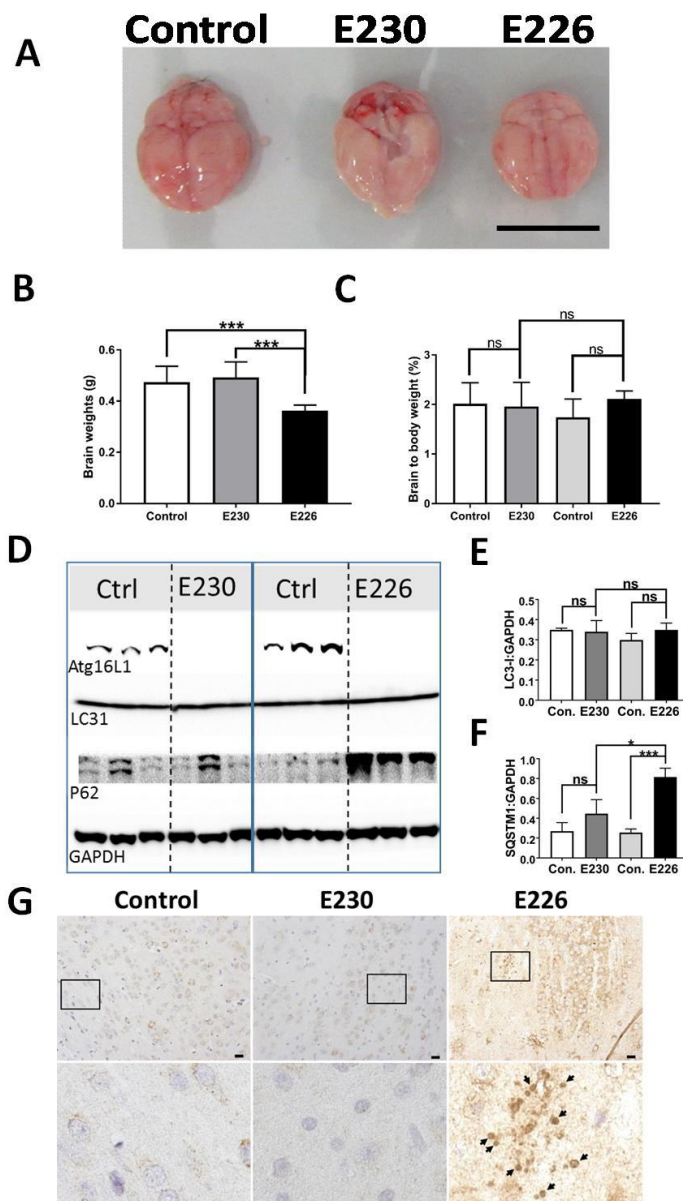 Control E230 E226
A
B
C
*** 
***
Brain weights (g)
0.6
0.4
0.2
0.0
Control E230 E226
ns
ns
ns
Brain to body weight (%)
3
2
1
0
Control E230 Control E226
D
Ctrl E230 Ctrl E226
Atg16L1
LC31
P62
GAPDH
E
ns
ns
ns
LC3-I:GAPDH
0.5
0.4
0.3
0.2
0.1
0.0
Con. E230 Con. E226
F
*
***
ns
SQSTM1:GAPDH
1.0
0.8
0.6
0.4
0.2
0.0
Con. E230 Con. E226
G
Control E230 E226